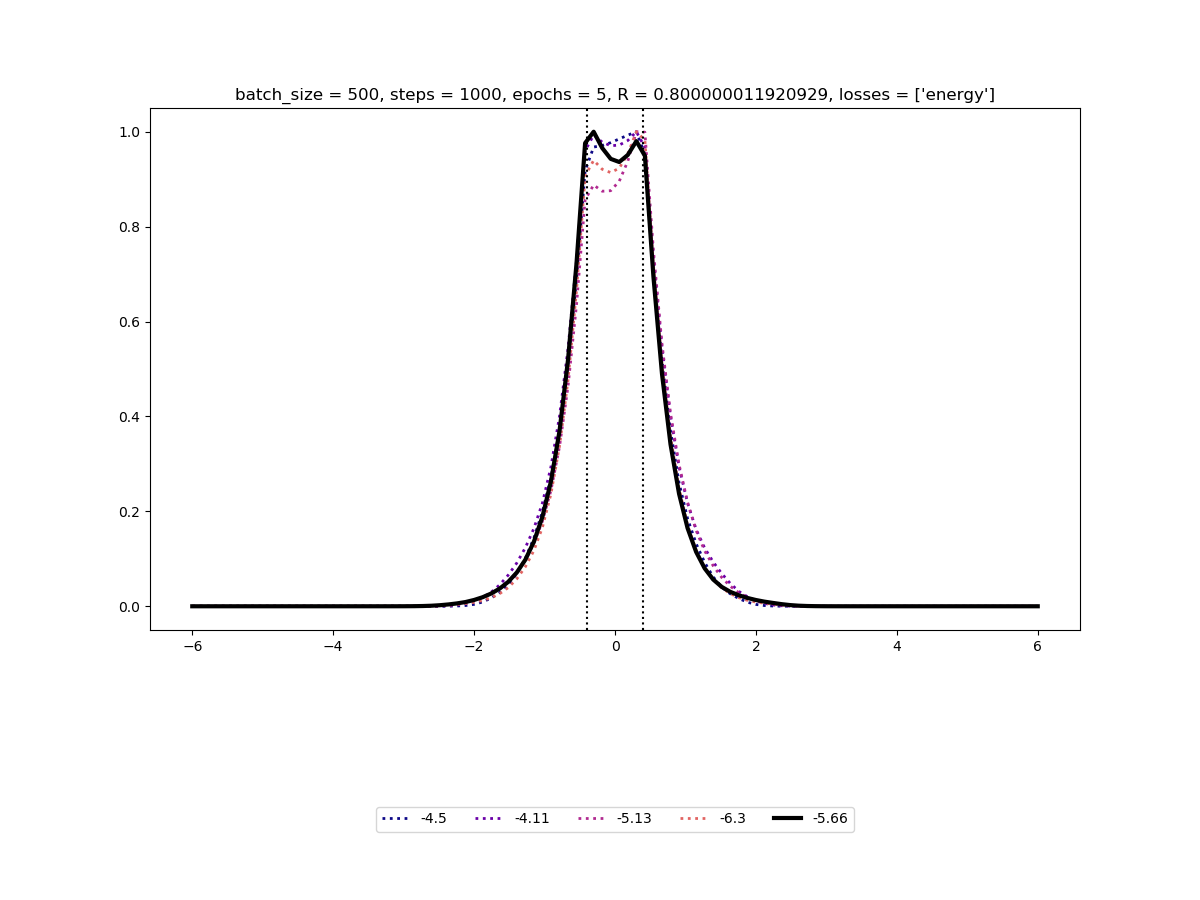 batch_size = 500, steps = 1000, epochs = 5, R = 0.800000011920929, losses = ['energy']
1.0
0.8
0.6
0.4
0.2
0.0
−6 −4 −2 0 2 4 6
-4.5 -4.11 -5.13 -6.3 -5.66